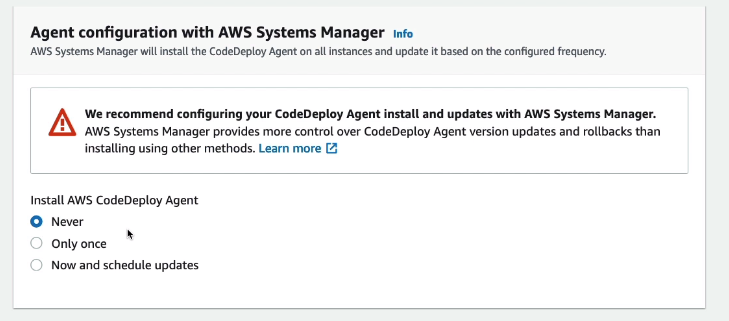 Agent configuration with AWS Systems Manager Info
AWS Systems Manager will install the CodeDeploy Agent on all instances and update it based on the configured frequency.
We recommend configuring your CodeDeploy Agent install and updates with AWS Systems Manager.
AWS Systems Manager provides more control over CodeDeploy Agent version updates and rollbacks than
installing using other methods. Learn more
Install AWS CodeDeploy Agent
Never
Only once
Now and schedule updates